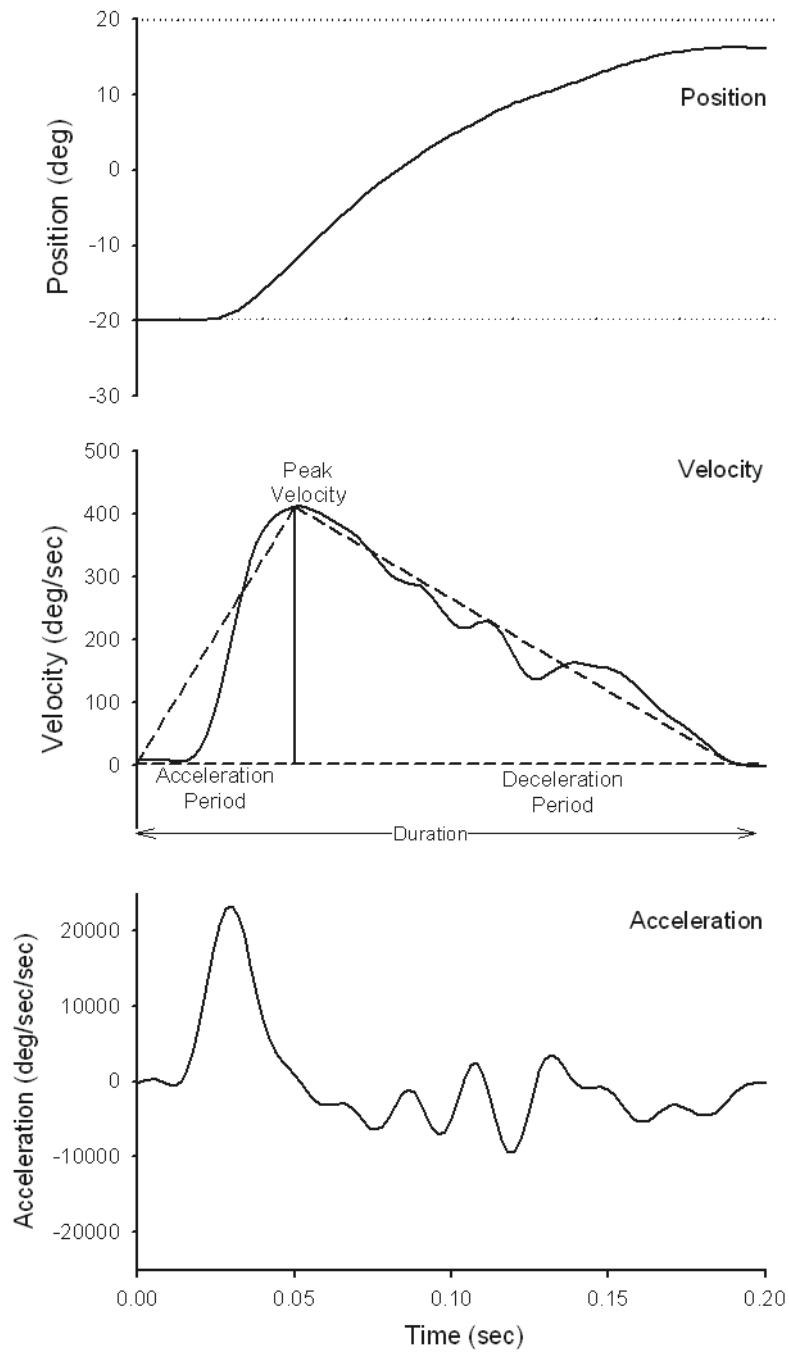 20
10
0
-10
-20
-30
Position (deg)
Position
500
400
300
200
100
0
Velocity (deg/sec)
Velocity
Peak
Velocity
Acceleration
Period
Deceleration
Period
Duration
20000
10000
0
-10000
-20000
Acceleration (deg/sec/sec)
Acceleration
0.00 0.05 0.10 0.15 0.20
Time (sec)